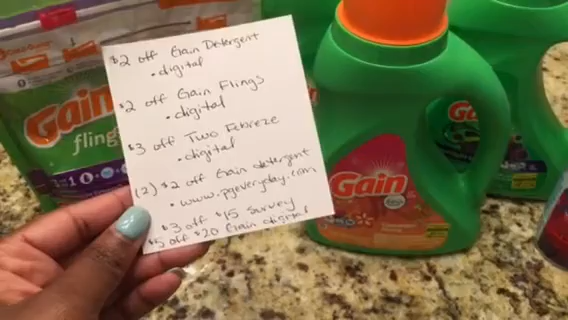 $2 off Gain Detergent
• digital
$2 off Gain Flings
• digital
$3 off Two Febreze
• digital
(2) $2 off Gain detergent
• www.pgeveryday.com
$3 off $15 Survey
$5 off $20 Gain digital
Gain
flings
Gain
Ga